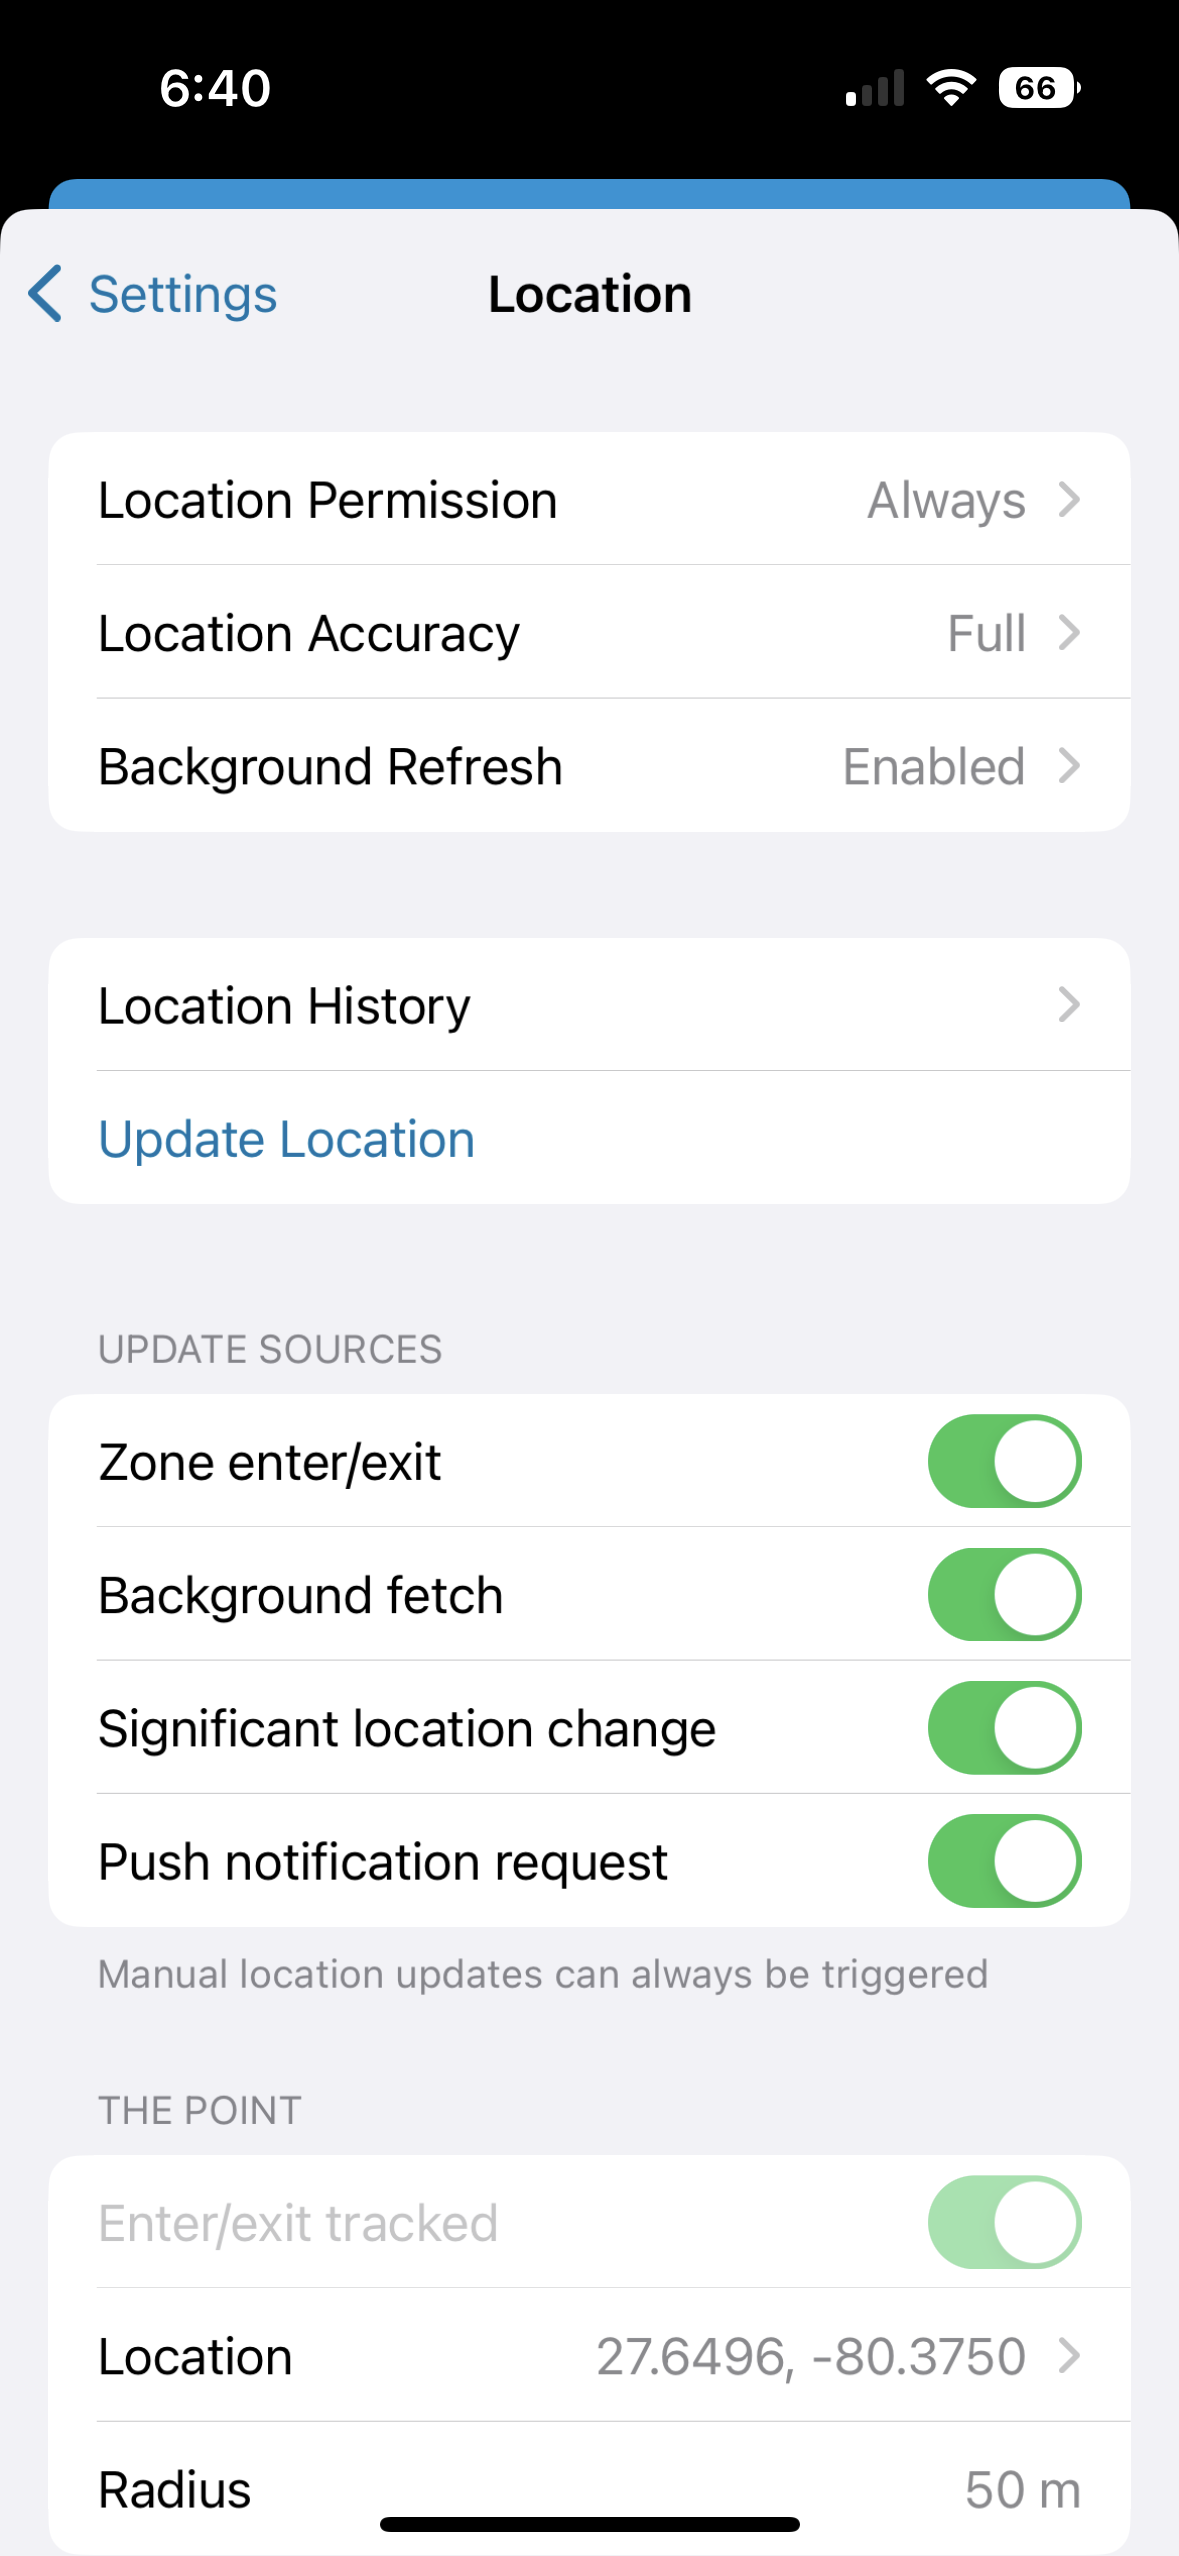 6:40
66
Settings
Location
Location Permission Always
Location Accuracy Full
Background Refresh Enabled
Location History
Update Location
UPDATE SOURCES
Zone enter/exit
Background fetch
Significant location change
Push notification request
Manual location updates can always be triggered
THE POINT
Enter/exit tracked
Location 27.6496, -80.3750
Radius 50 m